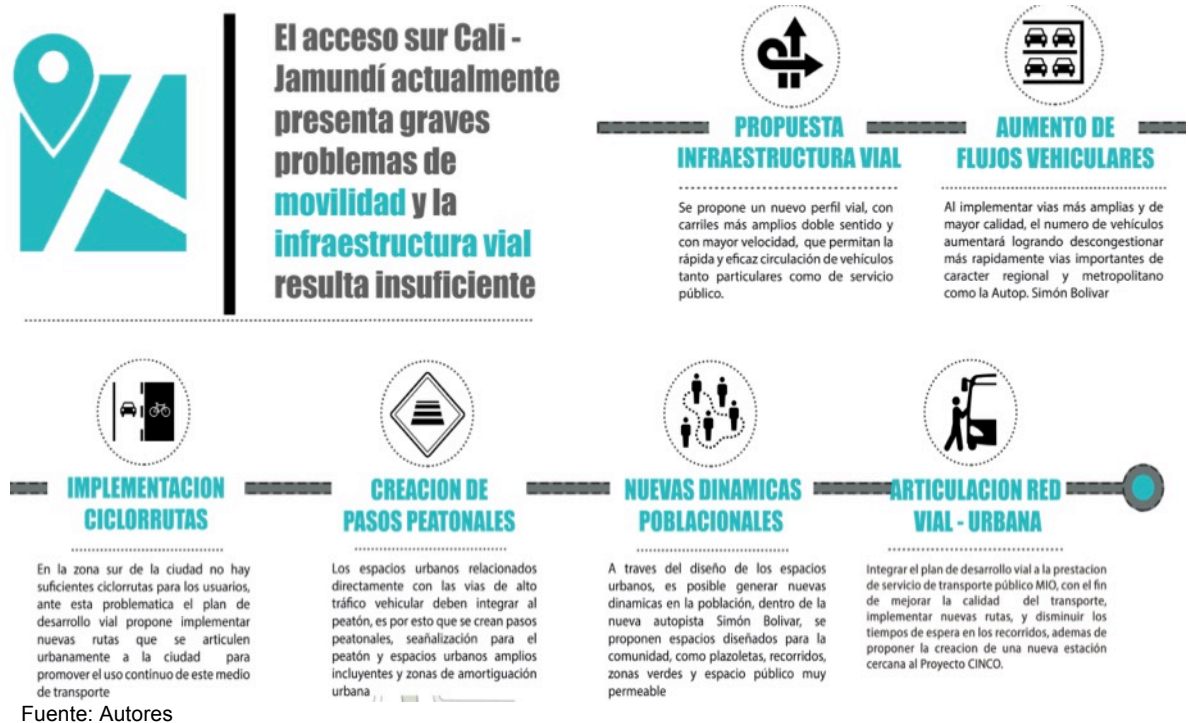 El acceso sur Cali -
Jamundí actualmente
presenta graves
problemas de
movilidad y la
infraestructura vial
resulta insuficiente
PROPUESTA
INFRAESTRUCTURA VIAL
Se propone un nuevo perfil vial, con
carriles más amplios doble sentido y
con mayor velocidad, que permitan la
rápida y eficaz circulación de vehículos
tanto particulares como de servicio
público.
AUMENTO DE
FLUJOS VEHICULARES
Al implementar vias más amplias y de
mayor calidad, el numero de vehículos
aumentará logrando descongestionar
más rapidamente vias importantes de
caracter regional y metropolitano
como la Autop. Simón Bolivar
IMPLEMENTACION
CICLORRUTAS
En la zona sur de la ciudad no hay
suficientes ciclorrutas para los usuarios,
ante esta problematica el plan de
desarrollo vial propone implementar
nuevas rutas que se articulen
urbanamente a la ciudad para
promover el uso continuo de este medio
de transporte
CREACION DE
PASOS PEATONALES
Los espacios urbanos relacionados
directamente con las vias de alto
tráfico vehicular deben integrar al
peatón, es por esto que se crean pasos
peatonales, seañalización para el
peatón y espacios urbanos amplios
incluyentes y zonas de amortiguación
urbana
NUEVAS DINAMICAS
POBLACIONALES
A traves del diseño de los espacios
urbanos, es posible generar nuevas
dinamicas en la población, dentro de la
nueva autopista Simón Bolivar, se
proponen espacios diseñados para la
comunidad, como plazoletas, recorridos,
zonas verdes y espacio público muy
permeable
ARTICULACION RED
VIAL - URBANA
Integrar el plan de desarrollo vial a la prestacion
de servicio de transporte público MIO, con el fin
de mejorar la calidad del transporte,
implementar nuevas rutas, y disminuir los
tiempos de espera en los recorridos, ademas de
proponer la creacion de una nueva estación
cercana al Proyecto CINCO.
Fuente: Autores